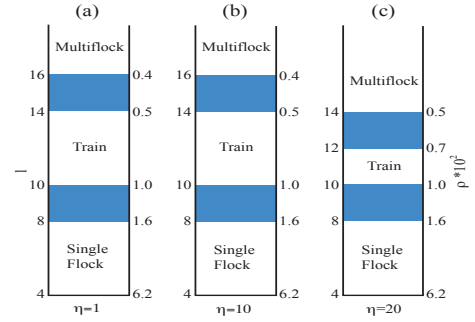 (a) (b) (c)
Multiflock
16 0.4
14 0.5
Train
10 1.0
8 1.6
Single
Flock
4 6.2
η=1
Multiflock
16 0.4
14 0.5
Train
10 1.0
8 1.6
Single
Flock
4 6.2
η=10
Multiflock
14 0.5
12 0.7
Train
10 1.0
8 1.6
Single
Flock
4 6.2
η=20
l
ρ *10²